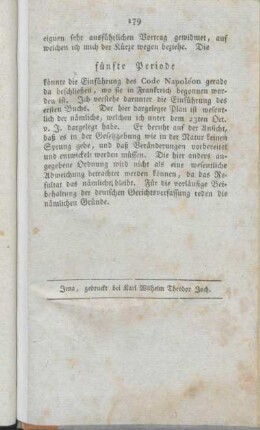 179
eignen sehr ausführlichen Vortrag gewidmet, auf
welchen ich mich der Kürze wegen beziehe. Die
fünfte Periode
könnte die Einführung des Code Napoléon gerade
da beschließen, wo sie in Frankreich begonnen wor-
den ist. Ich verstehe darunter die Einführung des
ersten Buchs. Der hier dargelegte Plan ist wesent-
lich der nämliche, welchen ich unter dem 23ten Oct.
v. J. dargelegt habe. Er beruht auf der Ansicht,
daß es in der Gesetzgebung wie in der Natur keinen
Sprung gebe, und daß Veränderungen vorbereitet
und entwickelt werden müssen. Die hier anders an-
gegebene Ordnung wird nicht als eine wesentliche
Abweichung betrachtet werden können, da das Re-
sultat das nämliche bleibt. Für die vorläufige Bei-
behaltung der deutschen Gerichtsverfassung reden die
nämlichen Gründe.
Jena, gedruckt bei Karl Wilhelm Theodor Joch.